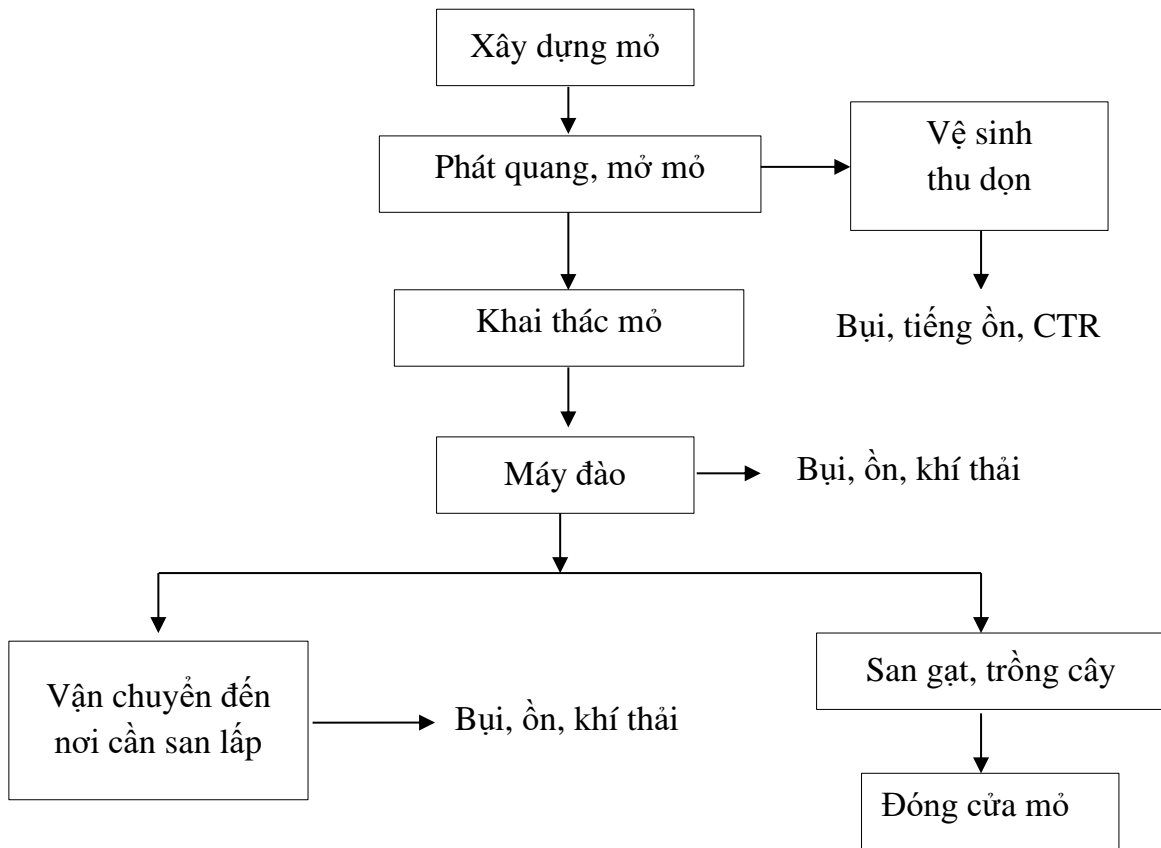 Xây dựng mỏ
Phát quang, mở mỏ
Vệ sinh
thu dọn
Khai thác mỏ
Bụi, tiếng ồn, CTR
Máy đào
Bụi, ồn, khí thải
Vận chuyển đến
nơi cần san lấp
Bụi, ồn, khí thải
San gạt, trồng cây
Đóng cửa mỏ